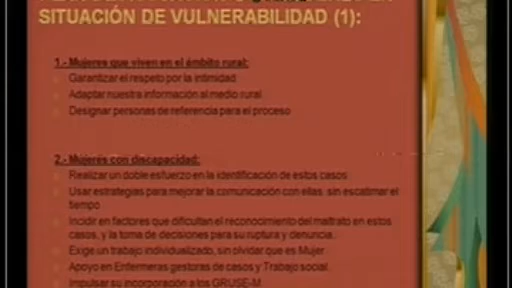 SITUACIÓN DE VULNERABILIDAD (1):
1.- Mujeres que viven en el ámbito rural:
Garantizar el respeto por la intimidad
Adaptar nuestra información al medio rural
Designar personas de referencia para el proceso
2.- Mujeres con discapacidad:
Realizar un doble esfuerzo en la identificación de estos casos
Usar estrategias para mejorar la comunicación con ellas, sin escatimar el
tiempo
Incidir en factores que dificultan el reconocimiento del maltrato en estos
casos, y la toma de decisiones para su ruptura y denuncia.
Exige un trabajo individualizado, sin olvidar que es Mujer
Apoyo en Enfermeras gestoras de casos y Trabajo social.
Impulsar su incorporación a los GRUSE-M